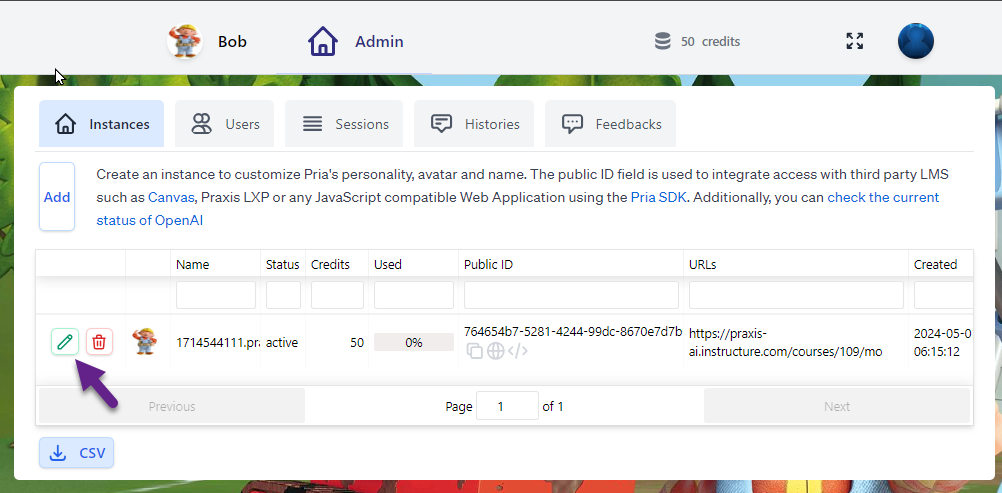 Bob
Admin
50 credits
Instances
Users
Sessions
Histories
Feedbacks
Add
Create an instance to customize Pria's personality, avatar and name. The public ID field is used to integrate access with third party LMS
such as Canvas, Praxis LXP or any JavaScript compatible Web Application using the Pria SDK. Additionally, you can check the current
status of OpenAI
Name
Status
Credits
Used
Public ID
URLs
Created
1714544111.pra
active
50
0%
764654b7-5281-4244-99dc-8670e7d7b
https://praxis-
ai.instructure.com/courses/109/mo
2024-05-0
06:15:12
Previous
Page 1 of 1
Next
CSV